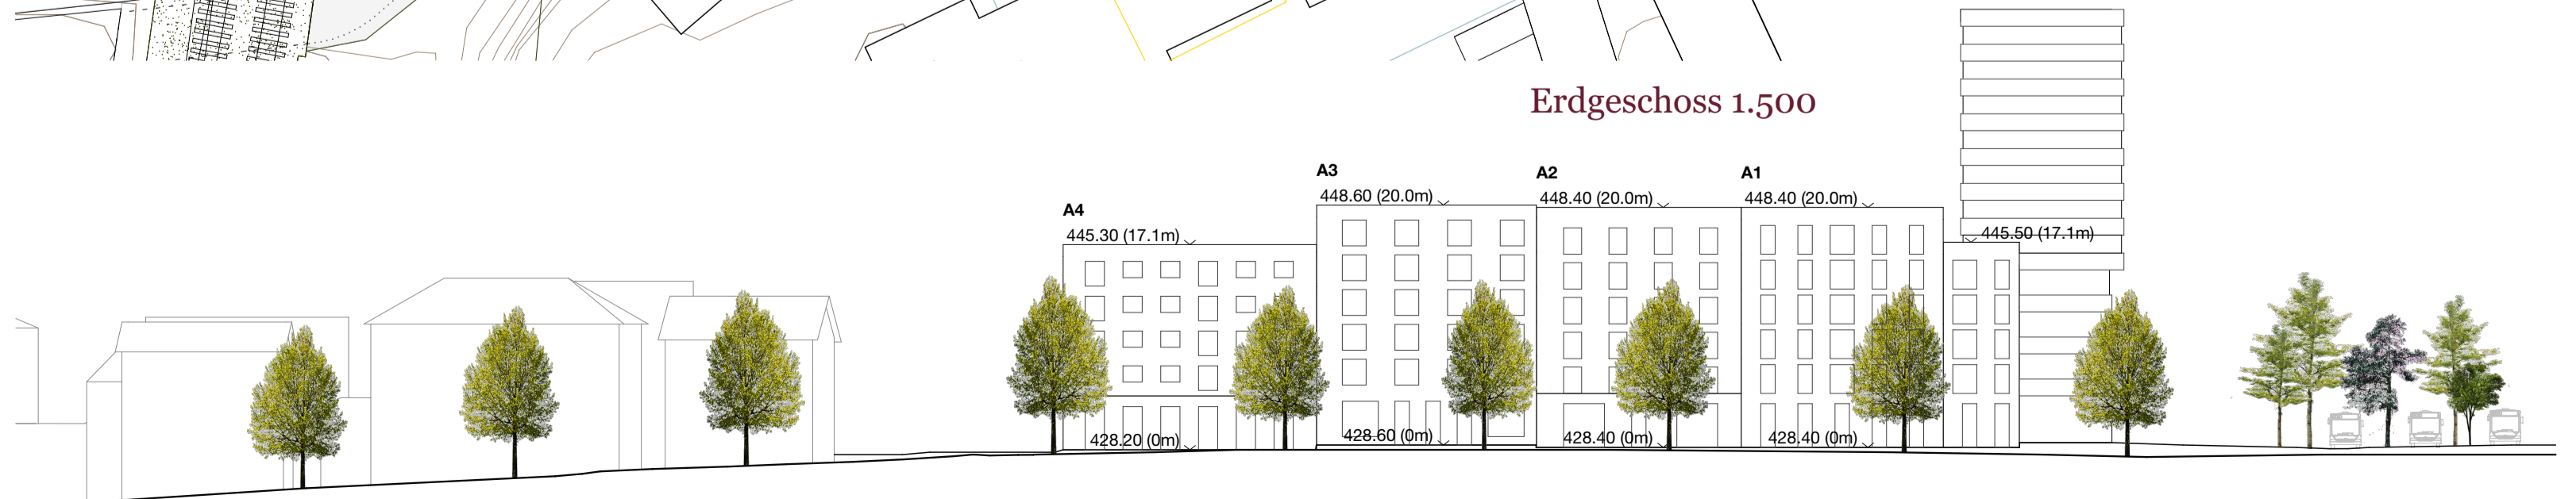 Erdgeschoss 1.500
A3
A2
A1
448.60 (20.0m)
448.40 (20.0m)
448.40 (20.0m)
A4
445.30 (17.1m)
445.50 (17.1m)
428.20 (0m)
428.60 (0m)
428.40 (0m)
428.40 (0m)